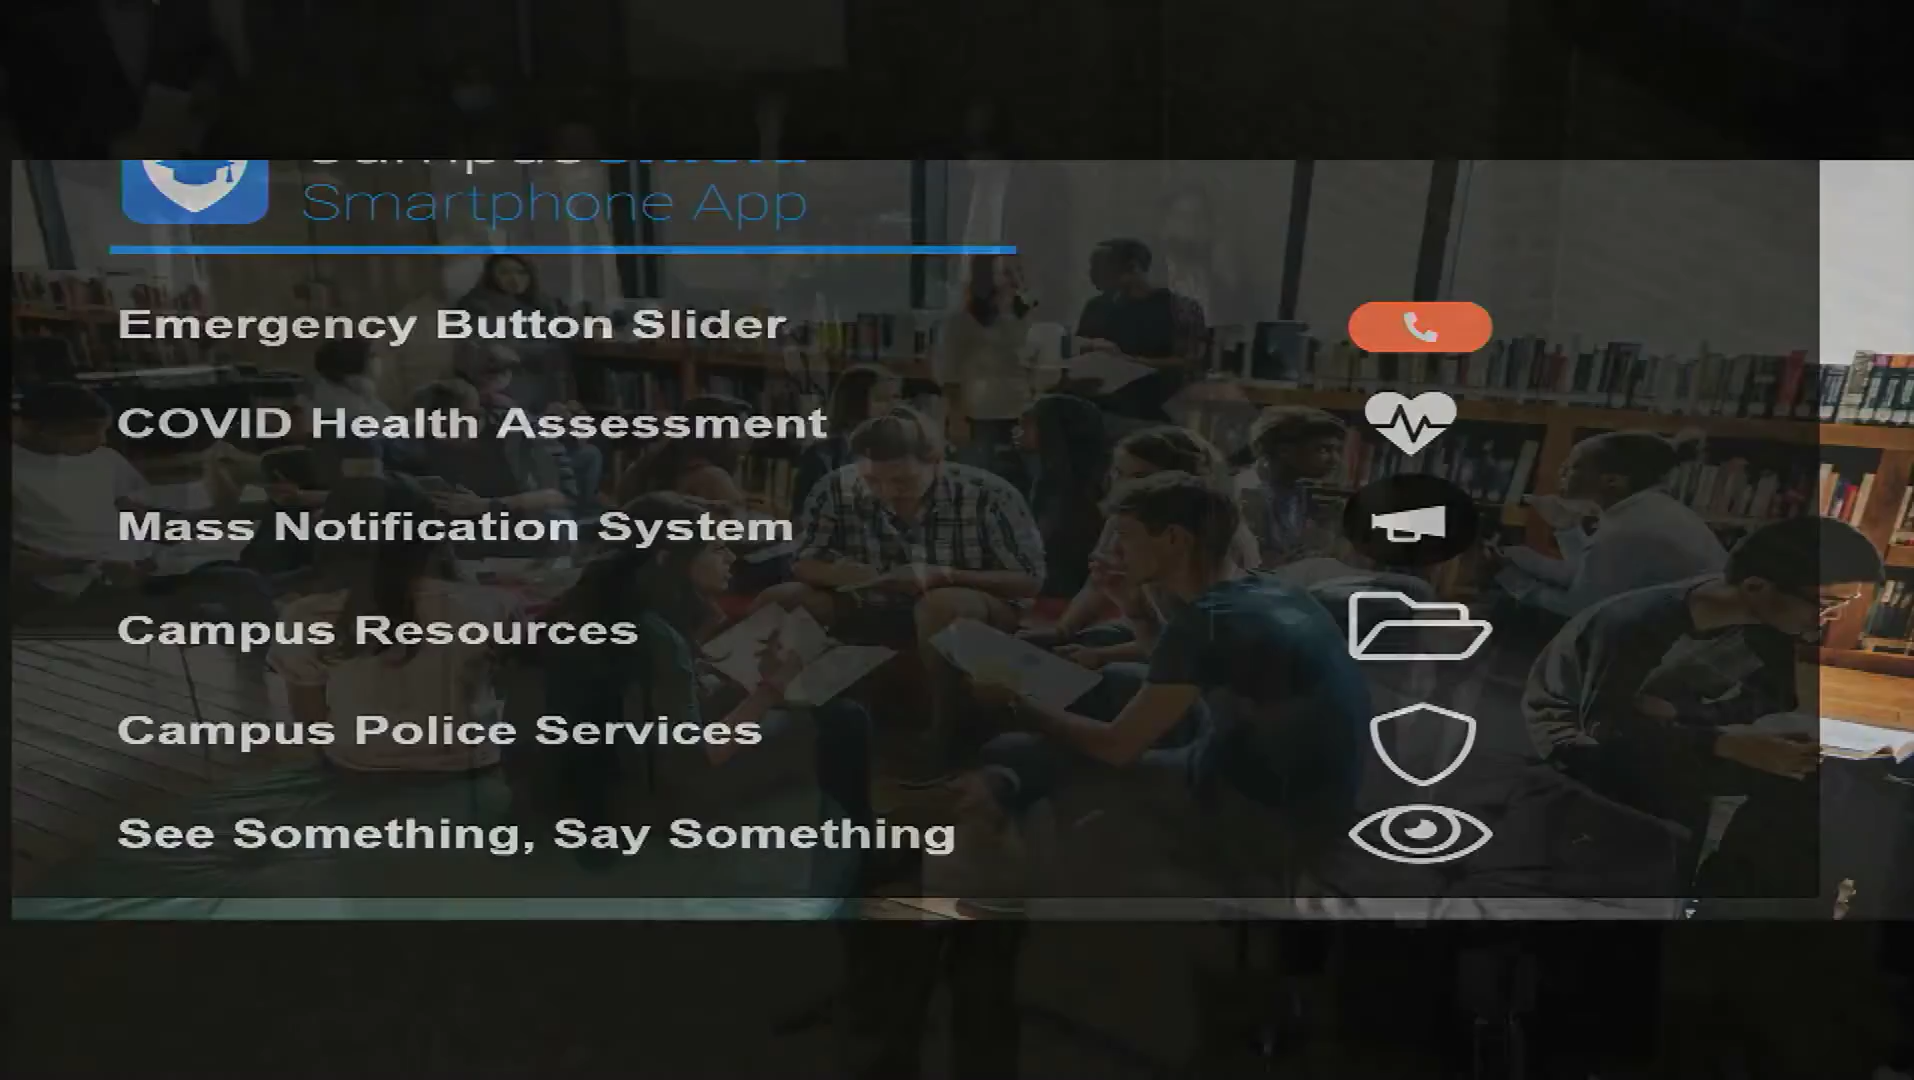 Smartphone App
Emergency Button Slider
COVID Health Assessment
Mass Notification System
Campus Resources
Campus Police Services
See Something, Say Something